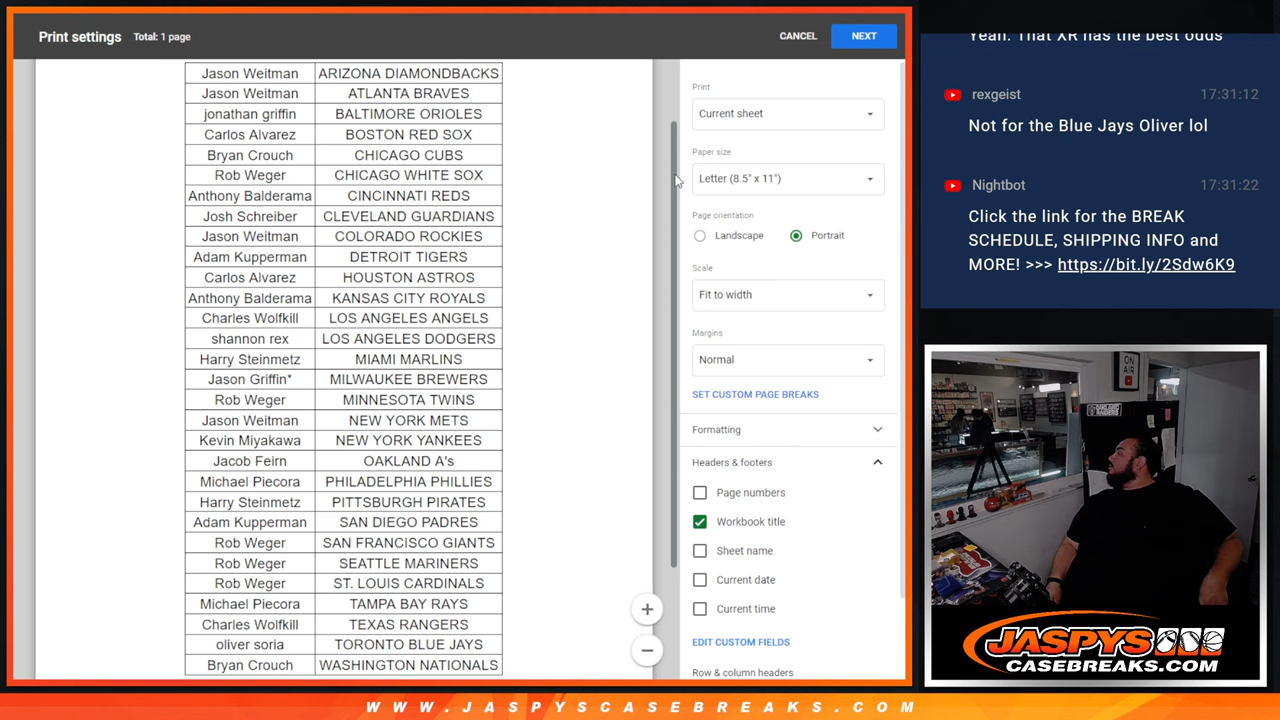 Print settings Total: 1 page CANCEL NEXT
Jason Weitman ARIZONA DIAMONDBACKS
Jason Weitman ATLANTA BRAVES
jonathan griffin BALTIMORE ORIOLES
Carlos Alvarez BOSTON RED SOX
Bryan Crouch CHICAGO CUBS
Rob Weger CHICAGO WHITE SOX
Anthony Balderama CINCINNATI REDS
Josh Schreiber CLEVELAND GUARDIANS
Jason Weitman COLORADO ROCKIES
Adam Kupperman DETROIT TIGERS
Carlos Alvarez HOUSTON ASTROS
Anthony Balderama KANSAS CITY ROYALS
Charles Wolfkill LOS ANGELES ANGELS
shannon rex LOS ANGELES DODGERS
Harry Steinmetz MIAMI MARLINS
Jason Griffin* MILWAUKEE BREWERS
Rob Weger MINNESOTA TWINS
Jason Weitman NEW YORK METS
Kevin Miyakawa NEW YORK YANKEES
Jacob Feirn OAKLAND A's
Michael Piecora PHILADELPHIA PHILLIES
Harry Steinmetz PITTSBURGH PIRATES
Adam Kupperman SAN DIEGO PADRES
Rob Weger SAN FRANCISCO GIANTS
Rob Weger SEATTLE MARINERS
Rob Weger ST. LOUIS CARDINALS
Michael Piecora TAMPA BAY RAYS
Charles Wolfkill TEXAS RANGERS
oliver soria TORONTO BLUE JAYS
Bryan Crouch WASHINGTON NATIONALS
Print
Current sheet
Paper size
Letter (8.5" x 11")
Page orientation
Landscape Portrait
Scale
Fit to width
Margins
Normal
SET CUSTOM PAGE BREAKS
Formatting
Headers & footers
Page numbers
Workbook title
Sheet name
Current date
Current time
EDIT CUSTOM FIELDS
Row & column headers
Yeah. That XR has the best odds
rexgeist 17:31:12
Not for the Blue Jays Oliver lol
Nightbot 17:31:22
Click the link for the BREAK
SCHEDULE, SHIPPING INFO and
MORE! >>> https://bit.ly/2Sdw6K9
ON
AIR
JASPYS
CASEBREAKS.COM
WWW.JASPYSCASEBREAKS.COM